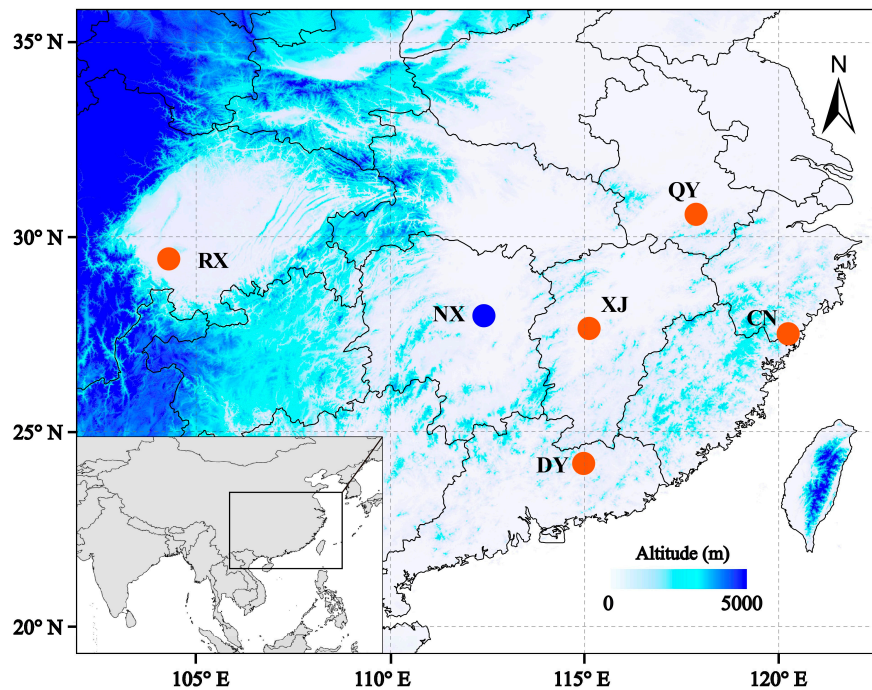 35° N
N
QY
30° N
RX
NX
XJ
CN
25° N
DY
Altitude (m)
0
5000
20° N
105° E
110° E
115° E
120° E